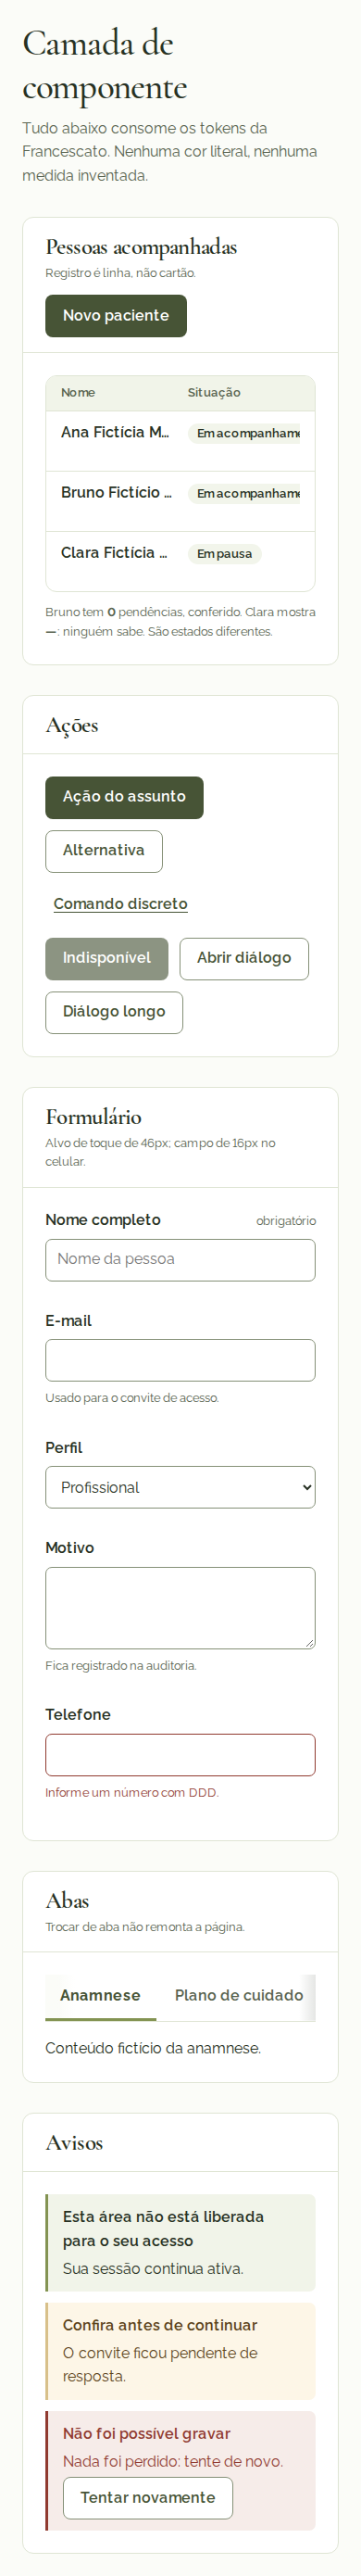 Camada de
componente
Tudo abaixo consome os tokens da
Francescato. Nenhuma cor literal, nenhuma
medida inventada.
Pessoas acompanhadas
Registro é linha, não cartão.
Novo paciente
Nome Situação
Ana Fictícia M... Em acompanhame
Bruno Fictício ... Em acompanhame
Clara Fictícia ... Em pausa
Bruno tem 0 pendências, conferido. Clara mostra
—: ninguém sabe. São estados diferentes.
Ações
Ação do assunto
Alternativa
Comando discreto
Indisponível Abrir diálogo
Diálogo longo
Formulário
Alvo de toque de 46px; campo de 16px no
celular.
Nome completo obrigatório
Nome da pessoa
E-mail
Usado para o convite de acesso.
Perfil
Profissional
Motivo
Fica registrado na auditoria.
Telefone
Informe um número com DDD.
Abas
Trocar de aba não remonta a página.
Anamnese Plano de cuidado
Conteúdo fictício da anamnese.
Avisos
Esta área não está liberada
para o seu acesso
Sua sessão continua ativa.
Confira antes de continuar
O convite ficou pendente de
resposta.
Não foi possível gravar
Nada foi perdido: tente de novo.
Tentar novamente